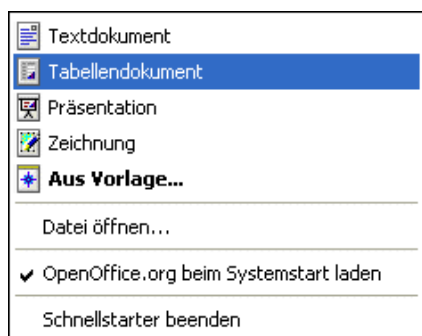 Textdokument
Tabellendokument
Präsentation
Zeichnung
Aus Vorlage...
Datei öffnen...
OpenOffice.org beim Systemstart laden
Schnellstarter beenden